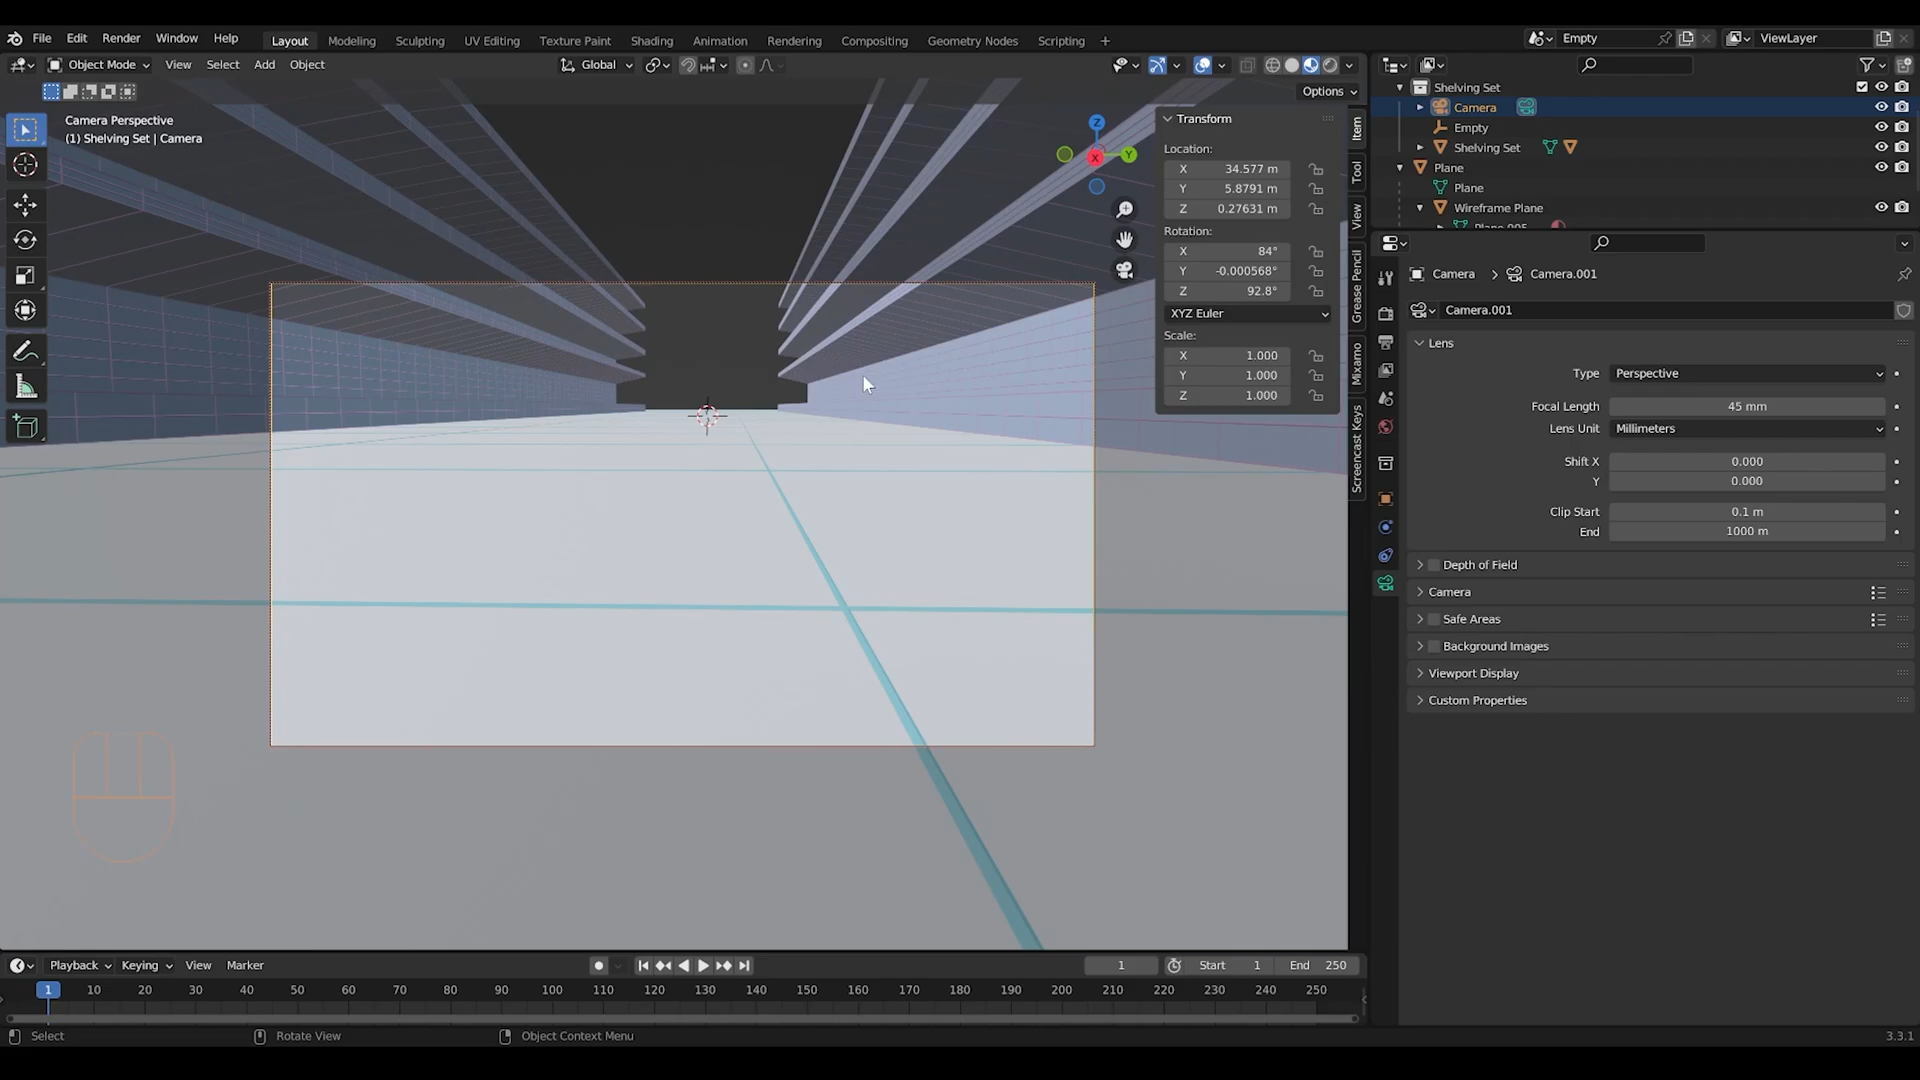 File Edit Render Window Help Layout Modeling Sculpting UV Editing Texture Paint Shading Animation Rendering Compositing Geometry Nodes Scripting + Empty ViewLayer
Object Mode View Select Add Object Global
Options
Camera Perspective
(1) Shelving Set | Camera
Z
Y
X
Transform
Location:
X 34.577 m
Y 5.8791 m
Z 0.27631 m
Rotation:
X 84°
Y -0.000568°
Z 92.8°
XYZ Euler
Scale:
X 1.000
Y 1.000
Z 1.000
Item
Tool
View
Grease Pencil
Mixamo
Screencast Keys
Shelving Set
Camera
Empty
Shelving Set
Plane
Plane
Wireframe Plane
Plane.005
Camera > Camera.001
Camera.001
Lens
Type Perspective
Focal Length 45 mm
Lens Unit Millimeters
Shift X 0.000
Y 0.000
Clip Start 0.1 m
End 1000 m
Depth of Field
Camera
Safe Areas
Background Images
Viewport Display
Custom Properties
Playback Keying View Marker 1 Start 1 End 250
1 10 20 30 40 50 60 70 80 90 100 110 120 130 140 150 160 170 180 190 200 210 220 230 240 250
Select Rotate View Object Context Menu 3.3.1